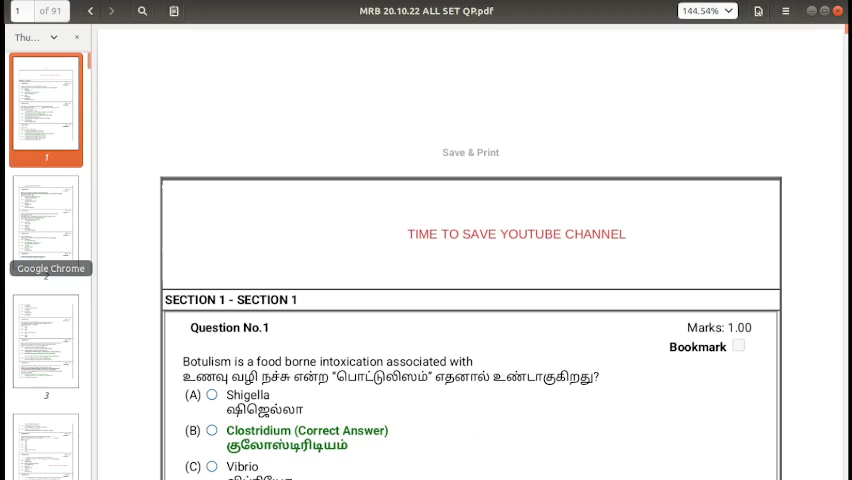 1 of 91
MRB 20.10.22 ALL SET QP.pdf
144.54%
Thu...
1
Google Chrome
2
3
Save & Print
TIME TO SAVE YOUTUBE CHANNEL
SECTION 1 - SECTION 1
Question No.1 Marks: 1.00
Bookmark
Botulism is a food borne intoxication associated with
உணவு வழி நச்சு என்ற “பொட்டுலிஸம்” எதனால் உண்டாகுகிறது?
(A) Shigella
ஷிஜெல்லா
(B) Clostridium (Correct Answer)
குலோஸ்டிரிடியம்
(C) Vibrio